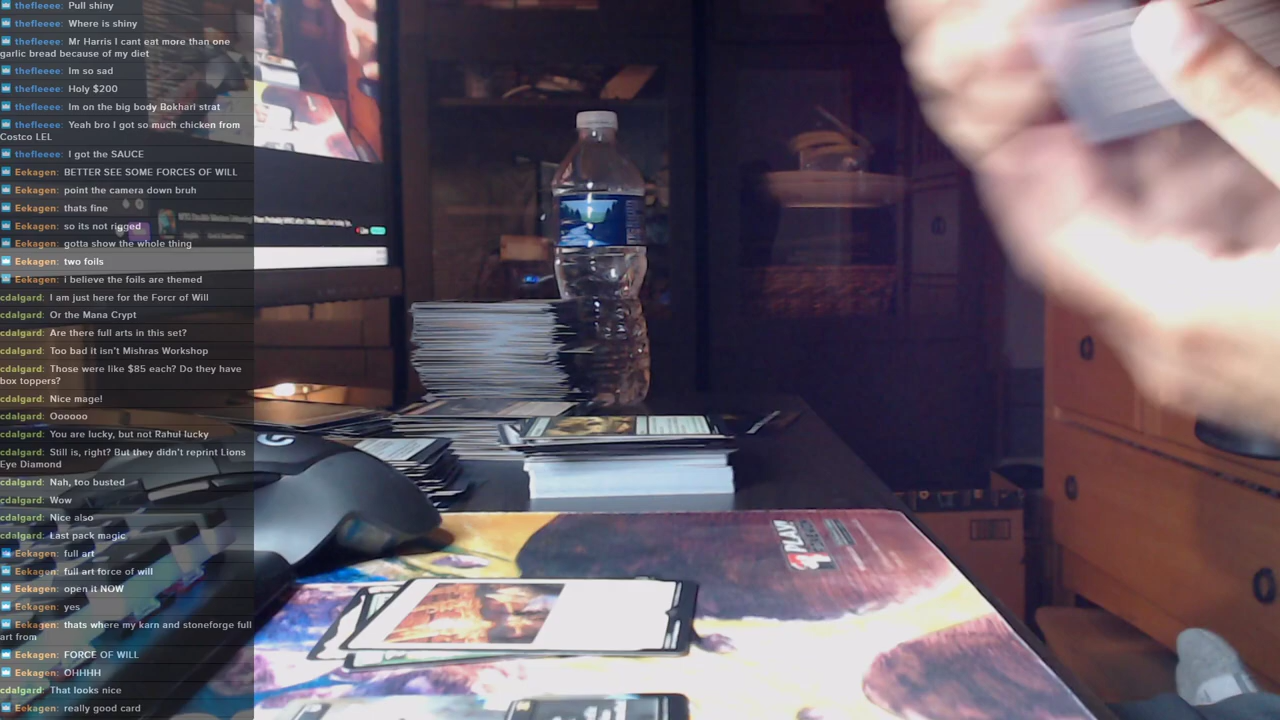 thefleeee: Pull shiny
thefleeee: Where is shiny
thefleeee: Mr Harris I cant eat more than one
garlic bread because of my diet
thefleeee: Im so sad
thefleeee: Holy $200
thefleeee: Im on the big body Bokhari strat
thefleeee: Yeah bro I got so much chicken from
Costco LEL
thefleeee: I got the SAUCE
Eekagen: BETTER SEE SOME FORCES OF WILL
Eekagen: point the camera down bruh
Eekagen: thats fine
Eekagen: so its not rigged
Eekagen: gotta show the whole thing
Eekagen: two foils
Eekagen: i believe the foils are themed
cdalgard: I am just here for the Forcr of Will
cdalgard: Or the Mana Crypt
cdalgard: Are there full arts in this set?
cdalgard: Too bad it isn't Mishras Workshop
cdalgard: Those were like $85 each? Do they have
box toppers?
cdalgard: Nice mage!
cdalgard: Oooooo
cdalgard: You are lucky, but not Rahul lucky
cdalgard: Still is, right? But they didn't reprint Lions
Eye Diamond
cdalgard: Nah, too busted
cdalgard: Wow
cdalgard: Nice also
cdalgard: Last pack magic
Eekagen: full art
Eekagen: full art force of will
Eekagen: open it NOW
Eekagen: yes
Eekagen: thats where my karn and stoneforge full
art from
Eekagen: FORCE OF WILL
Eekagen: OHHHH
cdalgard: That looks nice
Eekagen: really good card
G
PLAY!